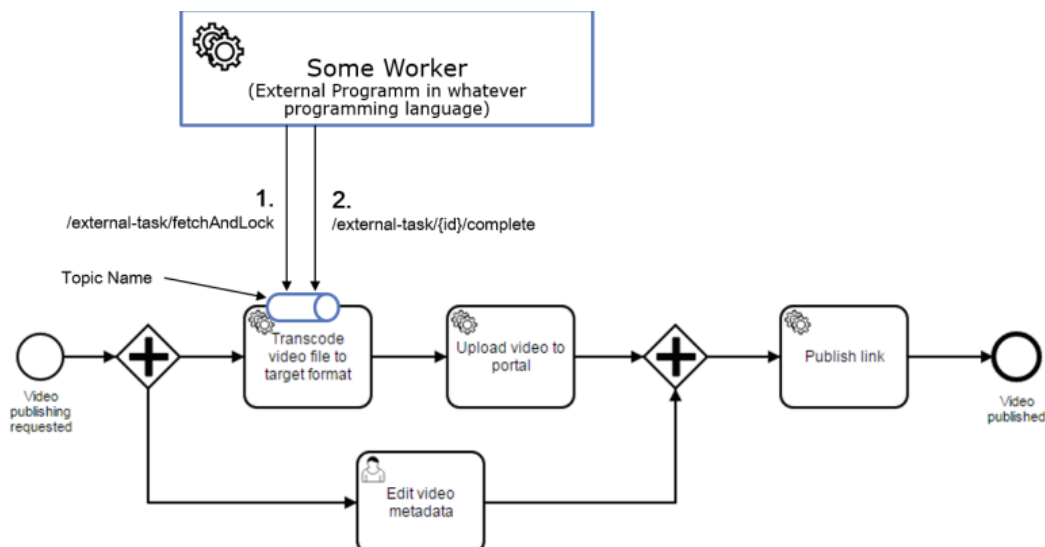 Some Worker
(External Programm in whatever
programming language)
1.
2.
/external-task/fetchAndLock
/external-task/{id}/complete
Topic Name
Transcode
video file to
target format
Upload video to
portal
Publish link
Video
publishing
requested
Video
published
Edit video
metadata